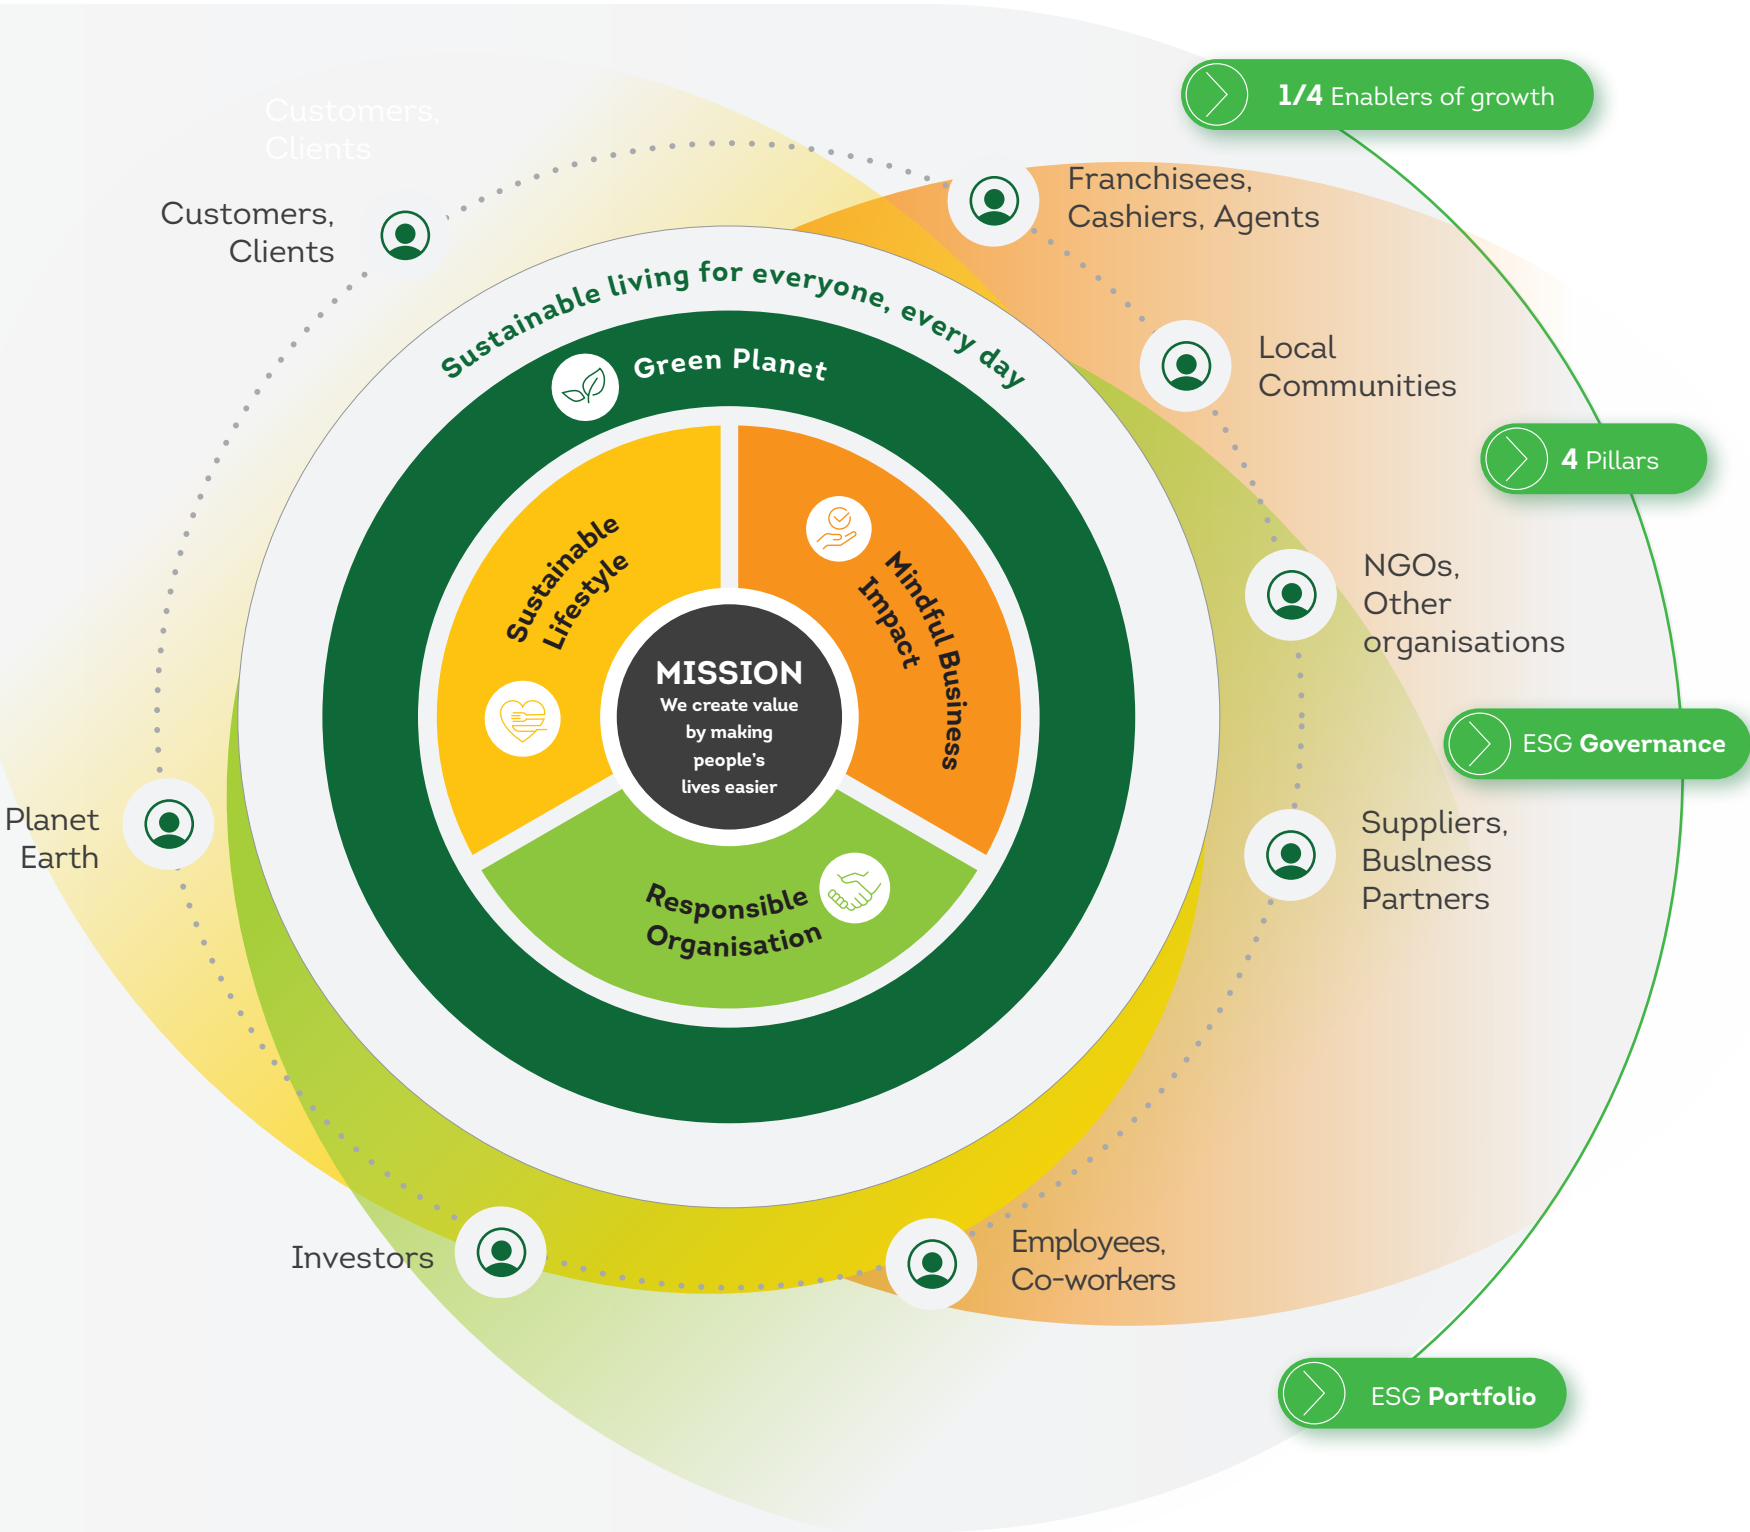 Customers,
Clients
Customers,
Clients
1/4 Enablers of growth
Franchisees,
Cashiers, Agents
Sustainable living for everyone, every day
Green Planet
Local
Communities
4 Pillars
Sustainable
Lifestyle
Mindful Business
Impact
NGOs,
Other
organisations
MISSION
We create value
by making
people's
lives easier
ESG Governance
Planet
Earth
Suppliers,
Buslness
Partners
Responsible
Organisation
Investors
Employees,
Co-workers
ESG Portfolio